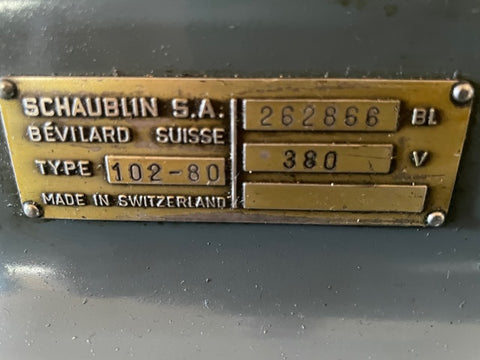 SCHAUBLIN S.A.
BÉVILARD SUISSE
TYPE 102-80
MADE IN SWITZERLAND
262866 BL
380 V